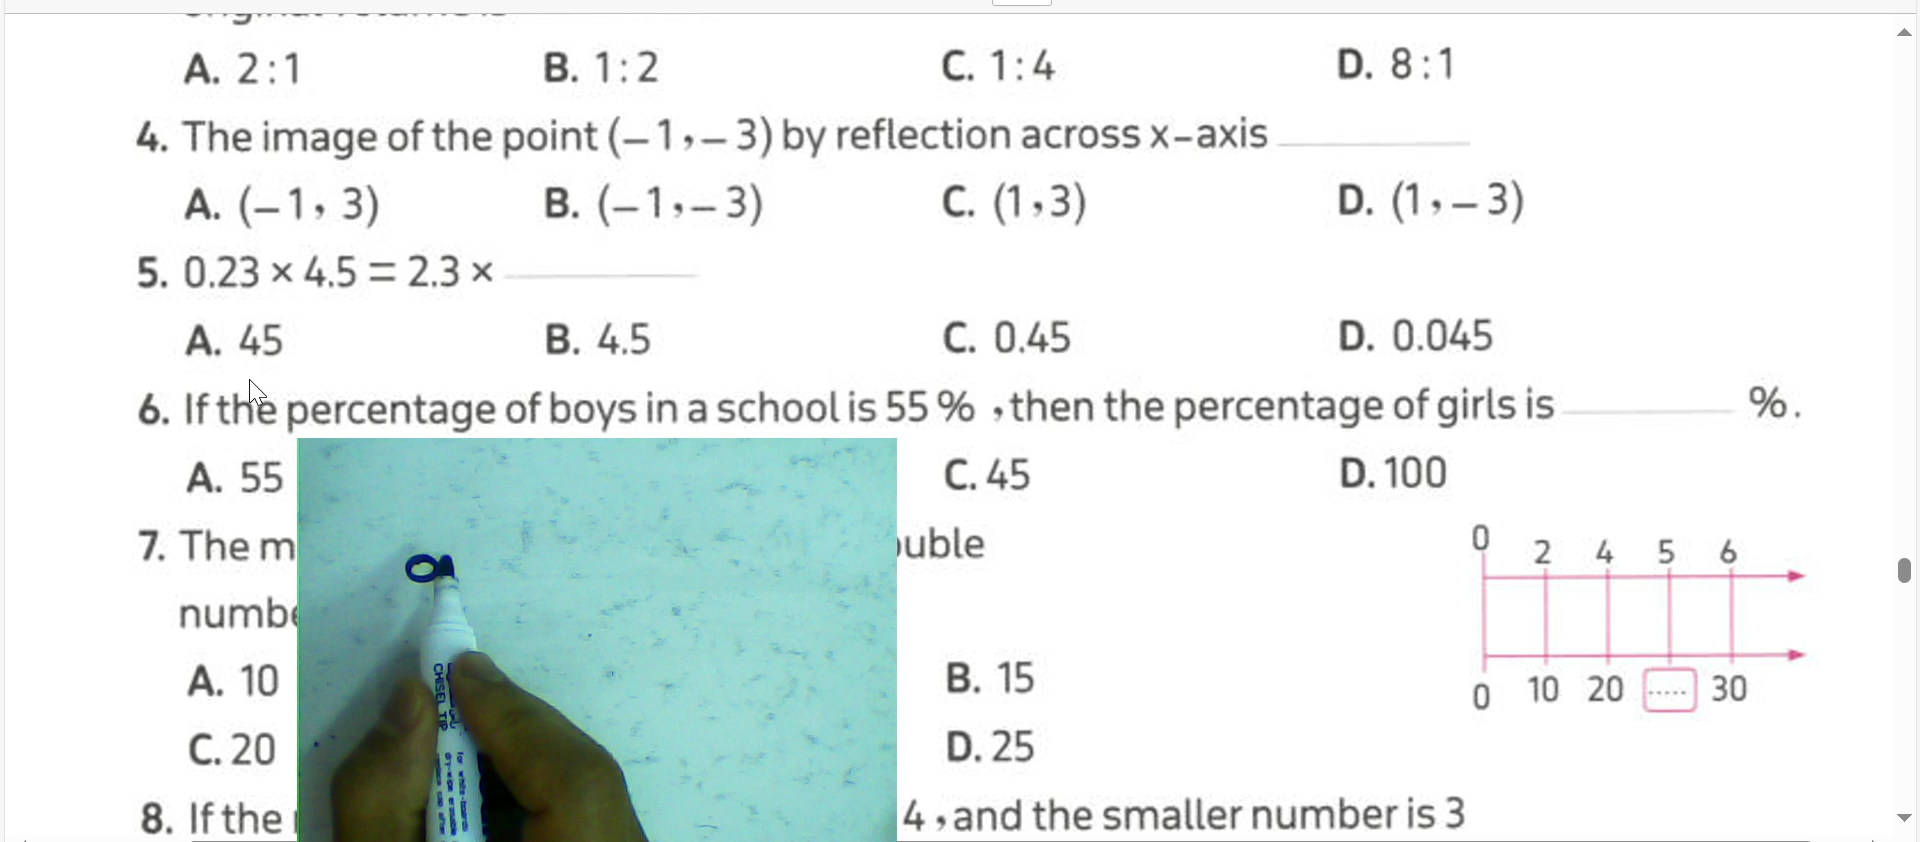 A. 2:1 B. 1:2 C. 1:4 D. 8:1
4. The image of the point (–1,–3) by reflection across x-axis
A. (–1, 3) B. (–1,–3) C. (1,3) D. (1,–3)
5. 0.23 × 4.5 = 2.3 ×
A. 45 B. 4.5 C. 0.45 D. 0.045
6. If the percentage of boys in a school is 55 % , then the percentage of girls is %.
A. 55 C. 45 D. 100
7. The
0 2 4 5 6
0 10 20 ..... 30
A. 10 B. 15
C. 20 D. 25
CHISEL TIP
8. If the 4 , and the smaller number is 3